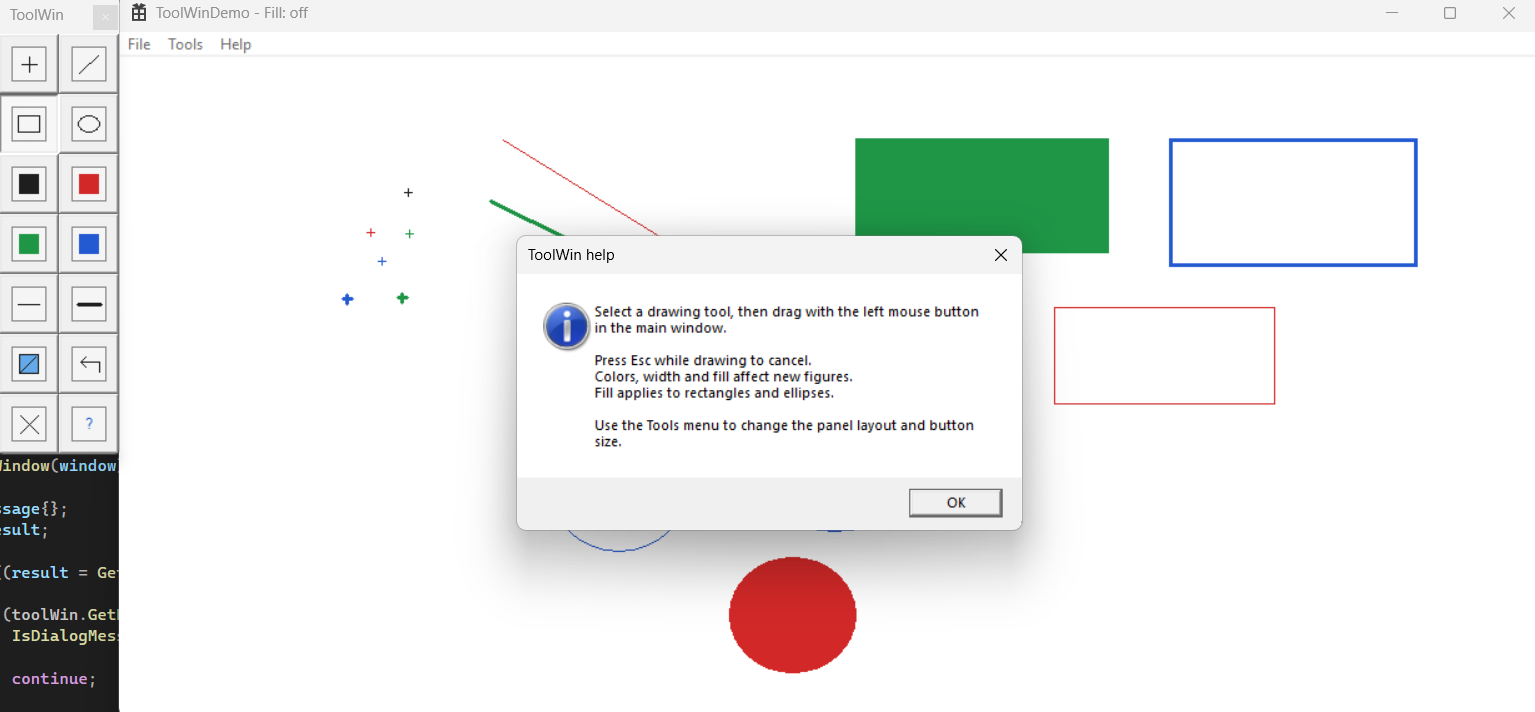 ToolWin
ToolWinDemo - Fill: off
File Tools Help
?
ToolWin help
Select a drawing tool, then drag with the left mouse button
in the main window.
Press Esc while drawing to cancel.
Colors, width and fill affect new figures.
Fill applies to rectangles and ellipses.
Use the Tools menu to change the panel layout and button
size.
OK
Window(window
ssage{};
esult;
((result = Get
(toolWin.Get
IsDialogMess
continue;